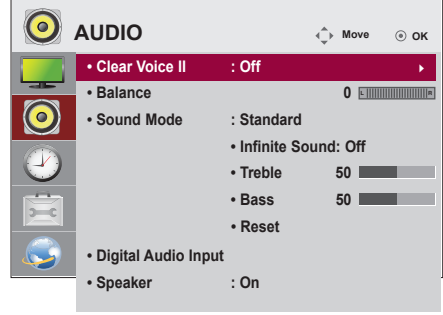 AUDIO Move OK
• Clear Voice II : Off
• Balance 0 L R
• Sound Mode : Standard
• Infinite Sound: Off
• Treble 50
• Bass 50
• Reset
• Digital Audio Input
• Speaker : On